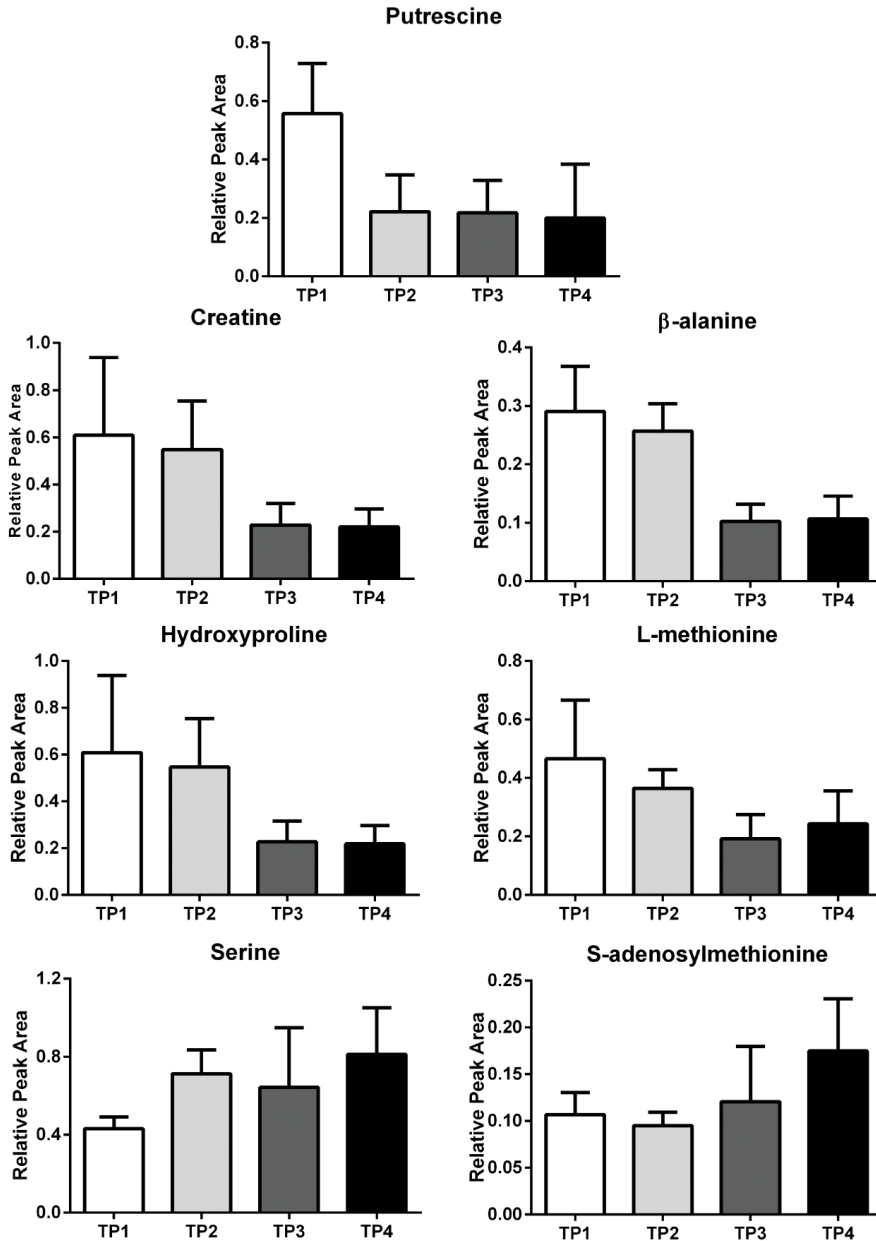 Putrescine
Relative Peak Area
0.8
0.6
0.4
0.2
0.0
TP1 TP2 TP3 TP4
Creatine
Relative Peak Area
1.0
0.8
0.6
0.4
0.2
0.0
TP1 TP2 TP3 TP4
β-alanine
Relative Peak Area
0.4
0.3
0.2
0.1
0.0
TP1 TP2 TP3 TP4
Hydroxyproline
Relative Peak Area
1.0
0.8
0.6
0.4
0.2
0.0
TP1 TP2 TP3 TP4
L-methionine
Relative Peak Area
0.8
0.6
0.4
0.2
0.0
TP1 TP2 TP3 TP4
Serine
Relative Peak Area
1.2
0.8
0.4
0.0
TP1 TP2 TP3 TP4
S-adenosylmethionine
Relative Peak Area
0.25
0.20
0.15
0.10
0.05
0.00
TP1 TP2 TP3 TP4